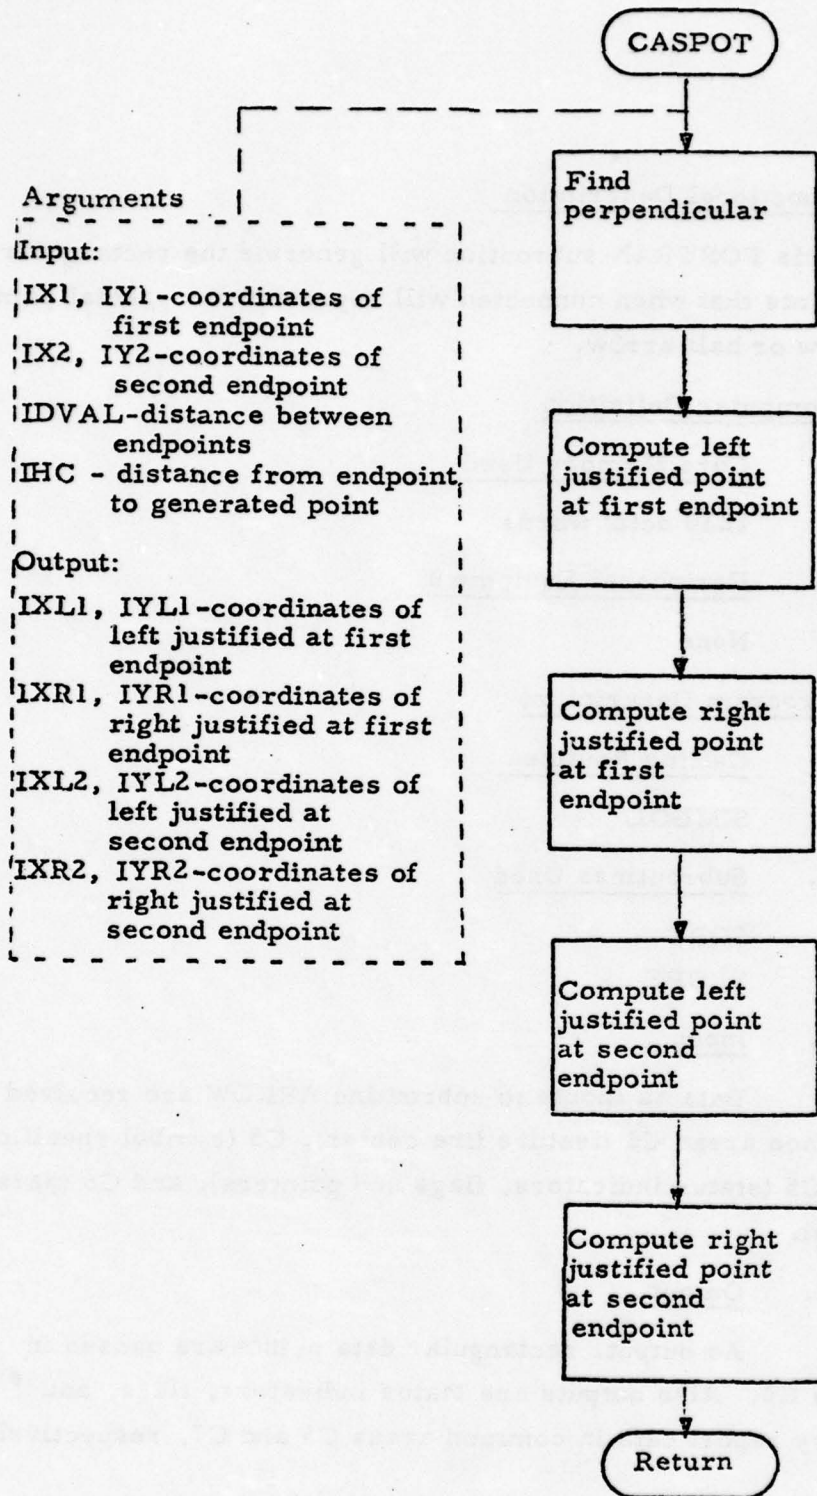 CASPOT
Arguments
Input:
IX1, IY1-coordinates of
first endpoint
IX2, IY2-coordinates of
second endpoint
IDVAL-distance between
endpoints
IHC - distance from endpoint
to generated point
Output:
IXL1, IYL1-coordinates of
left justified at first
endpoint
IXR1, IYR1-coordinates of
right justified at first
endpoint
IXL2, IYL2-coordinates of
left justified at
second endpoint
IXR2, IYR2-coordinates of
right justified at
second endpoint
Find
perpendicular
Compute left
justified point
at first endpoint
Compute right
justified point
at first
endpoint
Compute left
justified point
at second
endpoint
Compute right
justified point
at second
endpoint
Return